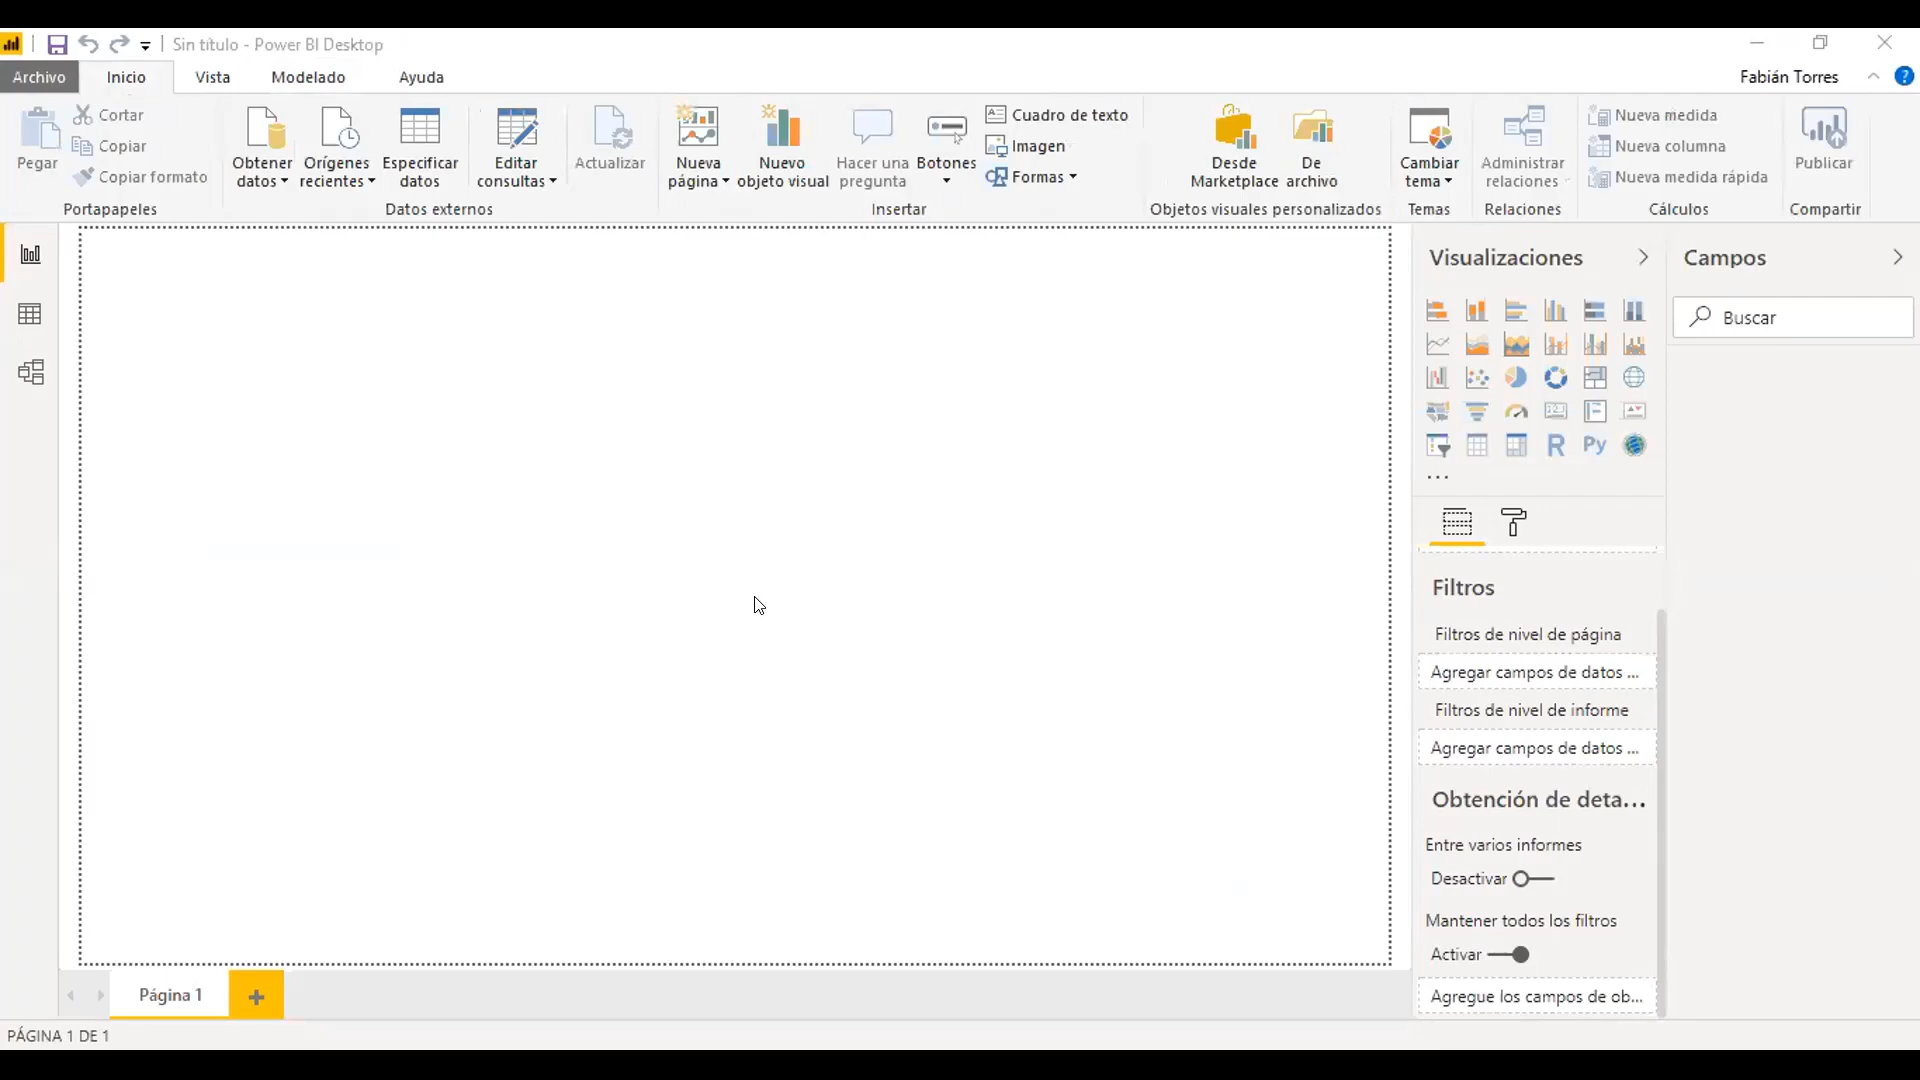 Sin título - Power BI Desktop
Archivo
Inicio
Vista
Modelado
Ayuda
Fabián Torres
?
Pegar
Cortar
Copiar
Copiar formato
Portapapeles
Obtener
datos
Orígenes
recientes
Especificar
datos
Editar
consultas
Datos externos
Actualizar
Nueva
página
Nuevo
objeto visual
Hacer una
pregunta
Botones
Cuadro de texto
Imagen
Formas
Insertar
Desde
Marketplace
De
archivo
Objetos visuales personalizados
Cambiar
tema
Temas
Administrar
relaciones
Relaciones
Nueva medida
Nueva columna
Nueva medida rápida
Cálculos
Publicar
Compartir
Visualizaciones
R
Py
...
Filtros
Filtros de nivel de página
Agregar campos de datos ...
Filtros de nivel de informe
Agregar campos de datos ...
Obtención de deta...
Entre varios informes
Desactivar
Mantener todos los filtros
Activar
Agregue los campos de ob...
Campos
Buscar
Página 1
PÁGINA 1 DE 1